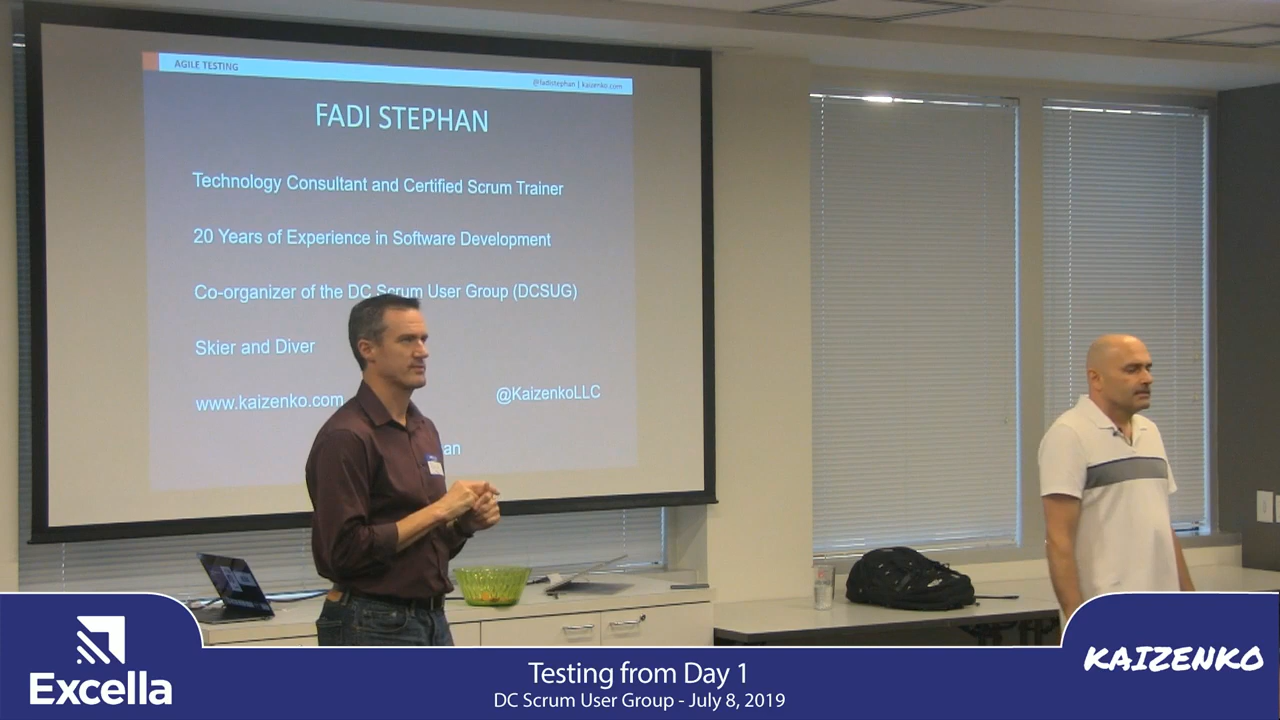 AGILE TESTING
@fadistephan | kaizenko.com
FADI STEPHAN
Technology Consultant and Certified Scrum Trainer
20 Years of Experience in Software Development
Co-organizer of the DC Scrum User Group (DCSUG)
Skier and Diver
www.kaizenko.com
@KaizenkoLLC
an
Excella
Testing from Day 1
DC Scrum User Group - July 8, 2019
KAIZENKO